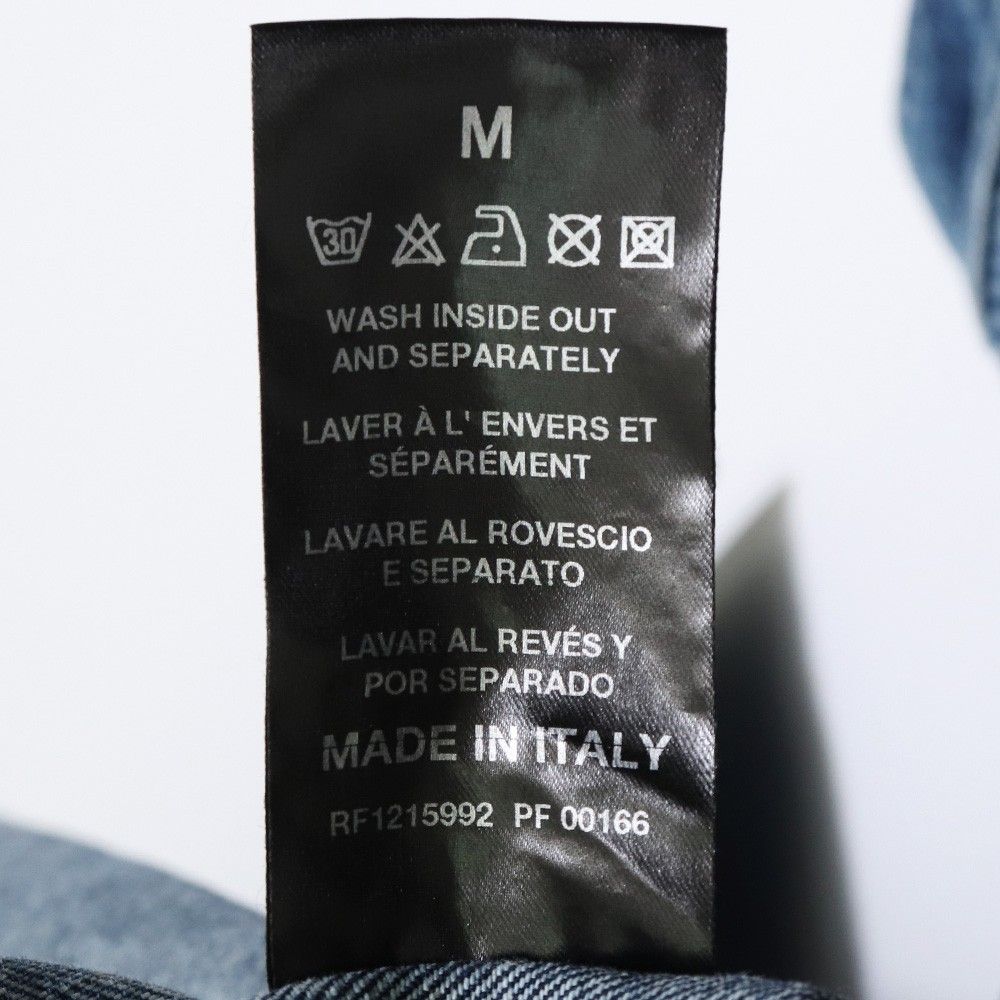 M
30
WASH INSIDE OUT
AND SEPARATELY
LAVER À L' ENVERS ET
SÉPARÉMENT
LAVARE AL ROVESCIO
E SEPARATO
LAVAR AL REVÉS Y
POR SEPARADO
MADE IN ITALY
RF1215992 PF 00166